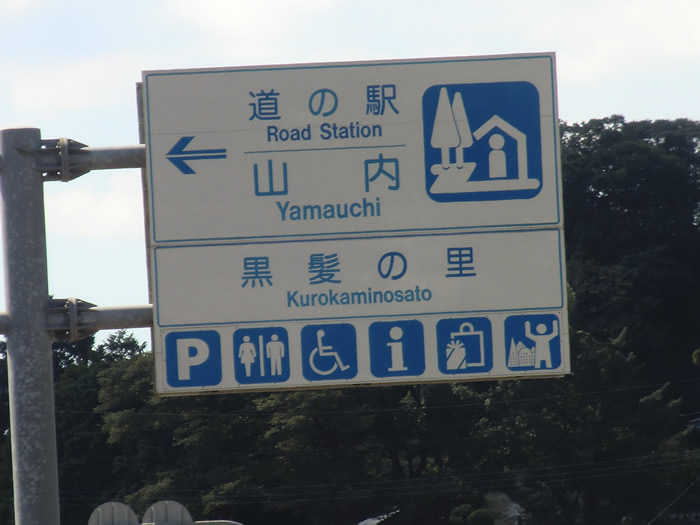 道の駅
Road Station
山内
Yamauchi
黒髪の里
Kurokaminosato
P
i